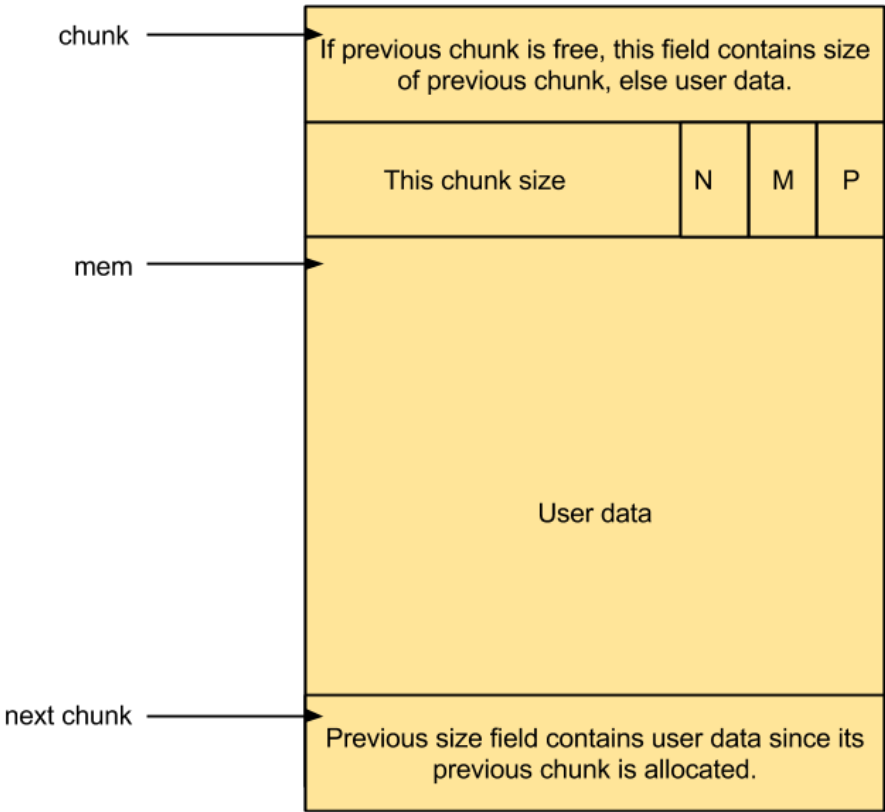 chunk
If previous chunk is free, this field contains size
of previous chunk, else user data.
This chunk size
N
M
P
mem
User data
next chunk
Previous size field contains user data since its
previous chunk is allocated.